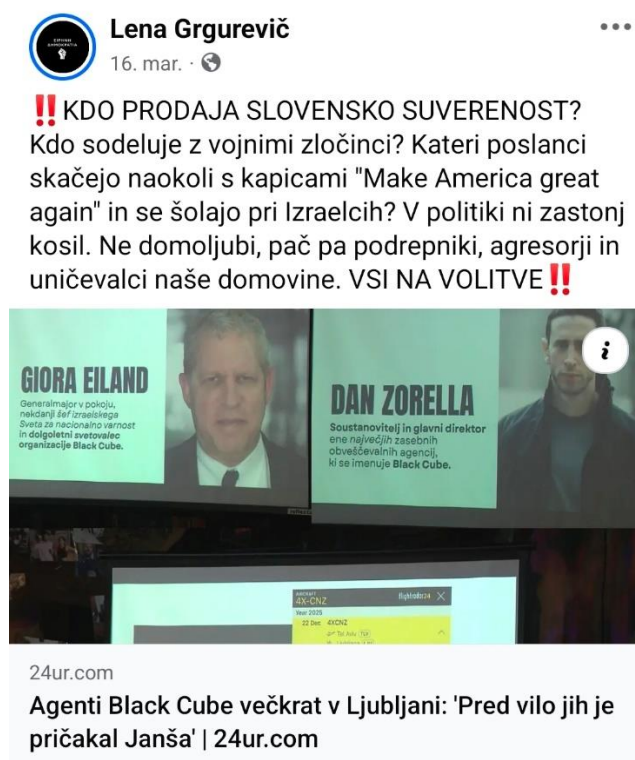 Lena Grgurevič
16. mar. ·
‼️KDO PRODAJA SLOVENSKO SUVERENOST?
Kdo sodeluje z vojnimi zločinci? Kateri poslanci
skačejo naokoli s kapicami "Make America great
again" in se šolajo pri Izraelcih? V politiki ni zastonj
kosil. Ne domoljubi, pač pa podrepniki, agresorji in
uničevalci naše domovine. VSI NA VOLITVE‼️
GIORA EILAND
Generalmajor v pokoju,
nekdanji šef izraelskega
Sveta za nacionalno varnost
in dolgoletni svetovalec
organizacije Black Cube.
DAN ZORELLA
Soustanovitelj in glavni direktor
ene največjih zasebnih
obveščevalnih agencij,
ki se imenuje Black Cube.
4X-CNZ
flightradar24
Year 2025
22 Dec 4XCNZ
24ur.com
Agenti Black Cube večkrat v Ljubljani: 'Pred vilo jih je
pričakal Janša' | 24ur.com